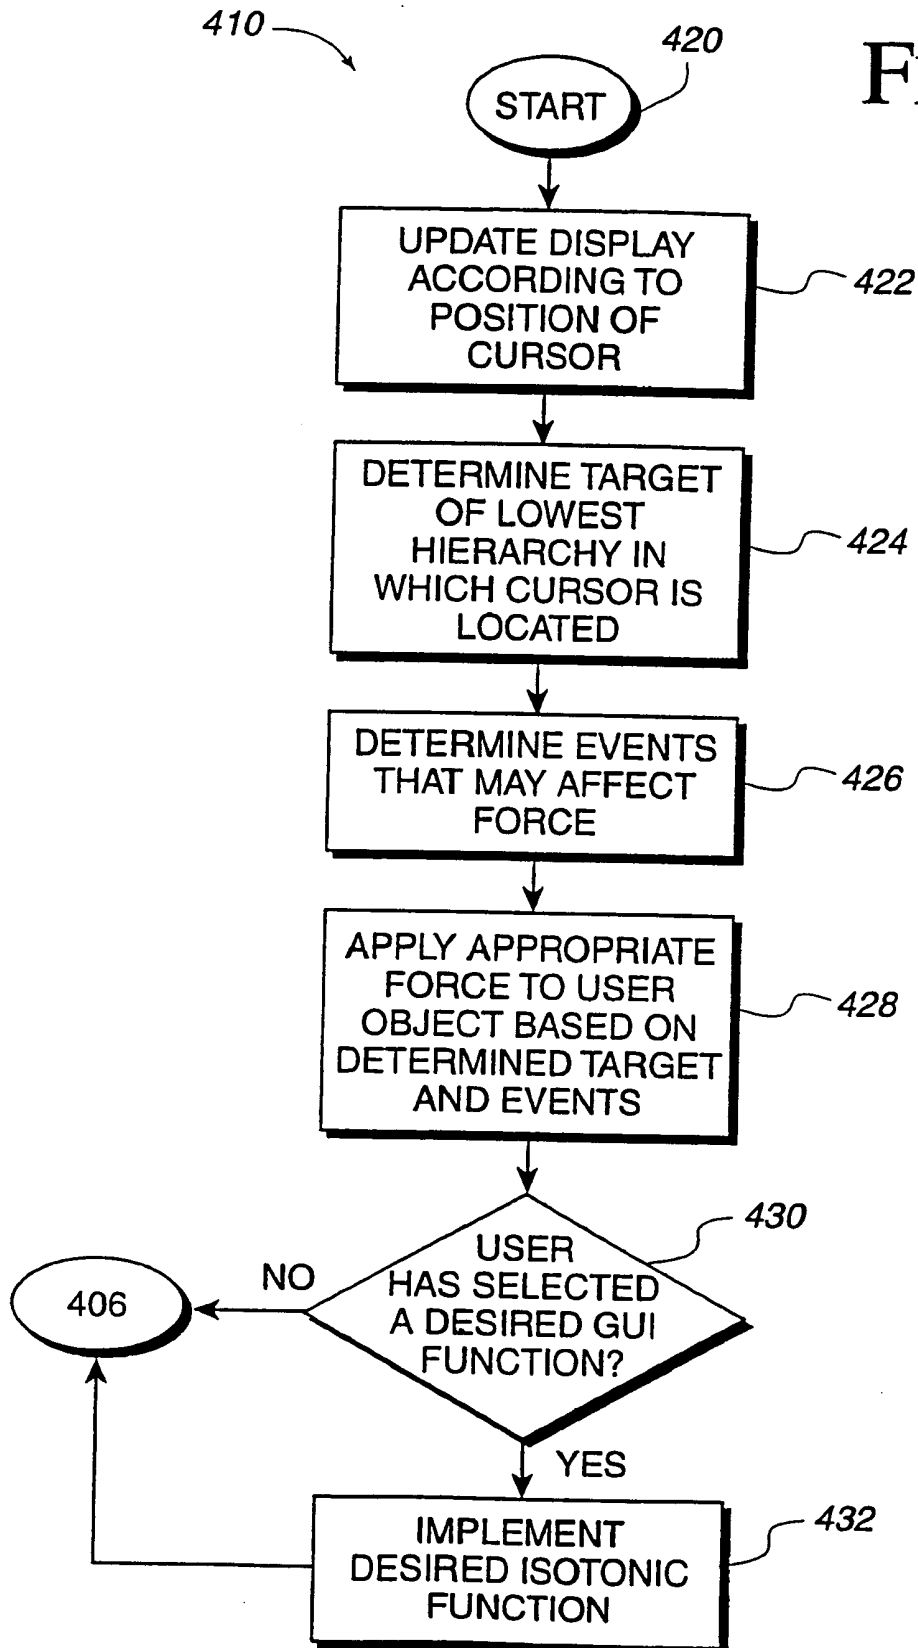 410
420
START
UPDATE DISPLAY
ACCORDING TO
POSITION OF
CURSOR
422
DETERMINE TARGET
OF LOWEST
HIERARCHY IN
WHICH CURSOR IS
LOCATED
424
DETERMINE EVENTS
THAT MAY AFFECT
FORCE
426
APPLY APPROPRIATE
FORCE TO USER
OBJECT BASED ON
DETERMINED TARGET
AND EVENTS
428
430
USER
HAS SELECTED
A DESIRED GUI
FUNCTION?
NO
406
YES
IMPLEMENT
DESIRED ISOTONIC
FUNCTION
432